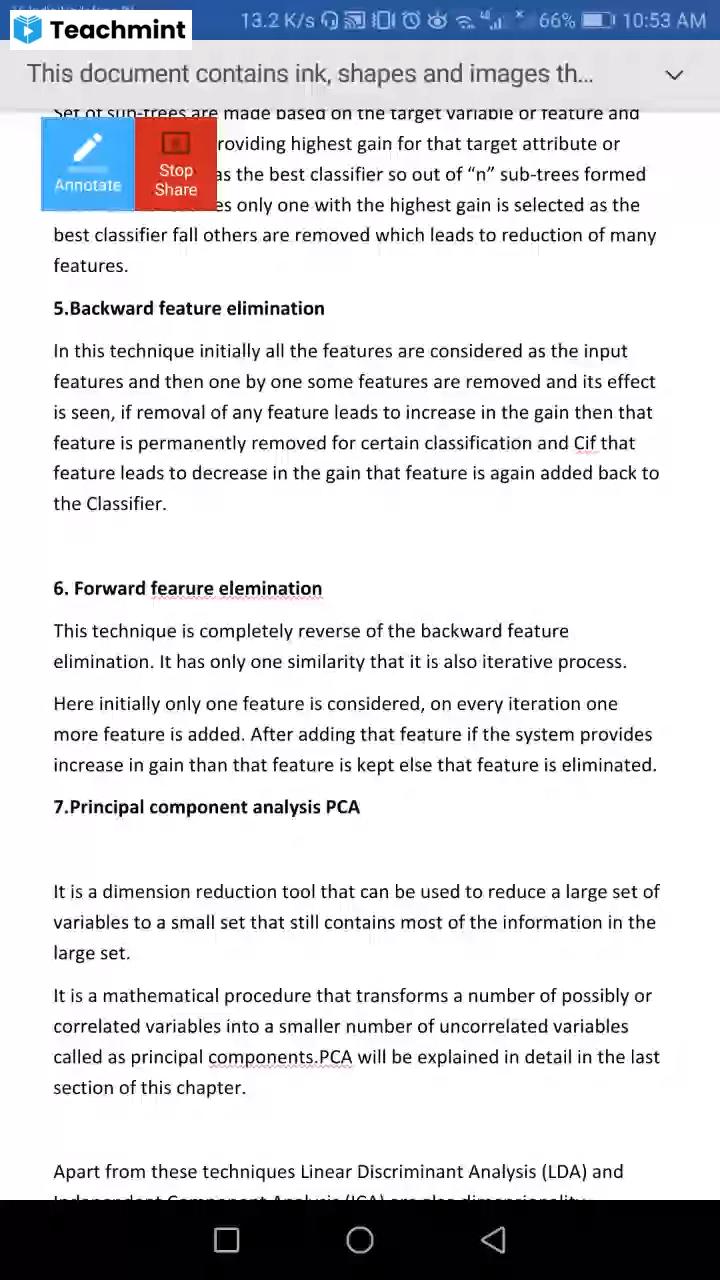 Teachmint
13.2 K/s 66% 10:53 AM
This document contains ink, shapes and images th...
Set of sub-trees are made based on the target variable or feature and
Annotate
Stop
Share
roviding highest gain for that target attribute or
as the best classifier so out of “n” sub-trees formed
es only one with the highest gain is selected as the
best classifier fall others are removed which leads to reduction of many
features.
5.Backward feature elimination
In this technique initially all the features are considered as the input
features and then one by one some features are removed and its effect
is seen, if removal of any feature leads to increase in the gain then that
feature is permanently removed for certain classification and Cif that
feature leads to decrease in the gain that feature is again added back to
the Classifier.
6. Forward fearure elemination
This technique is completely reverse of the backward feature
elimination. It has only one similarity that it is also iterative process.
Here initially only one feature is considered, on every iteration one
more feature is added. After adding that feature if the system provides
increase in gain than that feature is kept else that feature is eliminated.
7.Principal component analysis PCA
It is a dimension reduction tool that can be used to reduce a large set of
variables to a small set that still contains most of the information in the
large set.
It is a mathematical procedure that transforms a number of possibly or
correlated variables into a smaller number of uncorrelated variables
called as principal components.PCA will be explained in detail in the last
section of this chapter.
Apart from these techniques Linear Discriminant Analysis (LDA) and
Independent Component Analysis (ICA) are also dimensionality